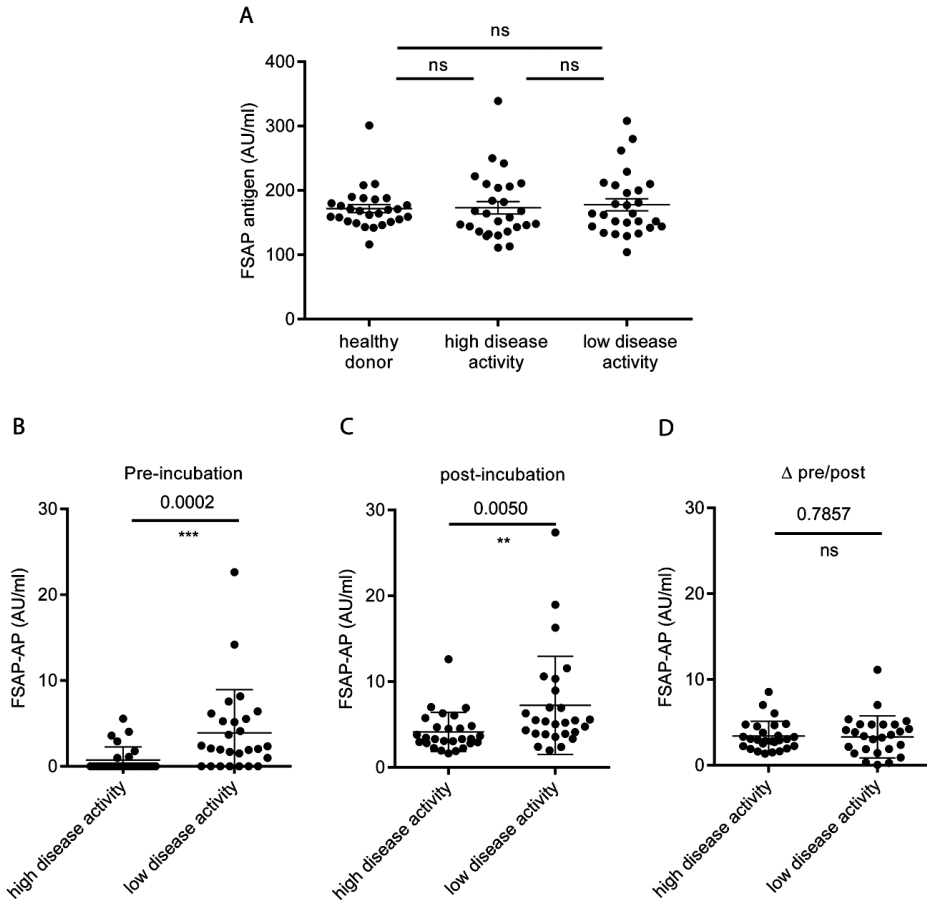 A
ns
ns
ns
400
300
200
100
0
FSAP antigen (AU/ml)
healthy
donor
high disease
activity
low disease
activity
B
Pre-incubation
0.0002
***
30
20
10
0
FSAP-AP (AU/ml)
high disease activity
low disease activity
C
post-incubation
0.0050
**
30
20
10
0
FSAP-AP (AU/ml)
high disease activity
low disease activity
D
Δ pre/post
0.7857
ns
30
20
10
0
FSAP-AP (AU/ml)
high disease activity
low disease activity